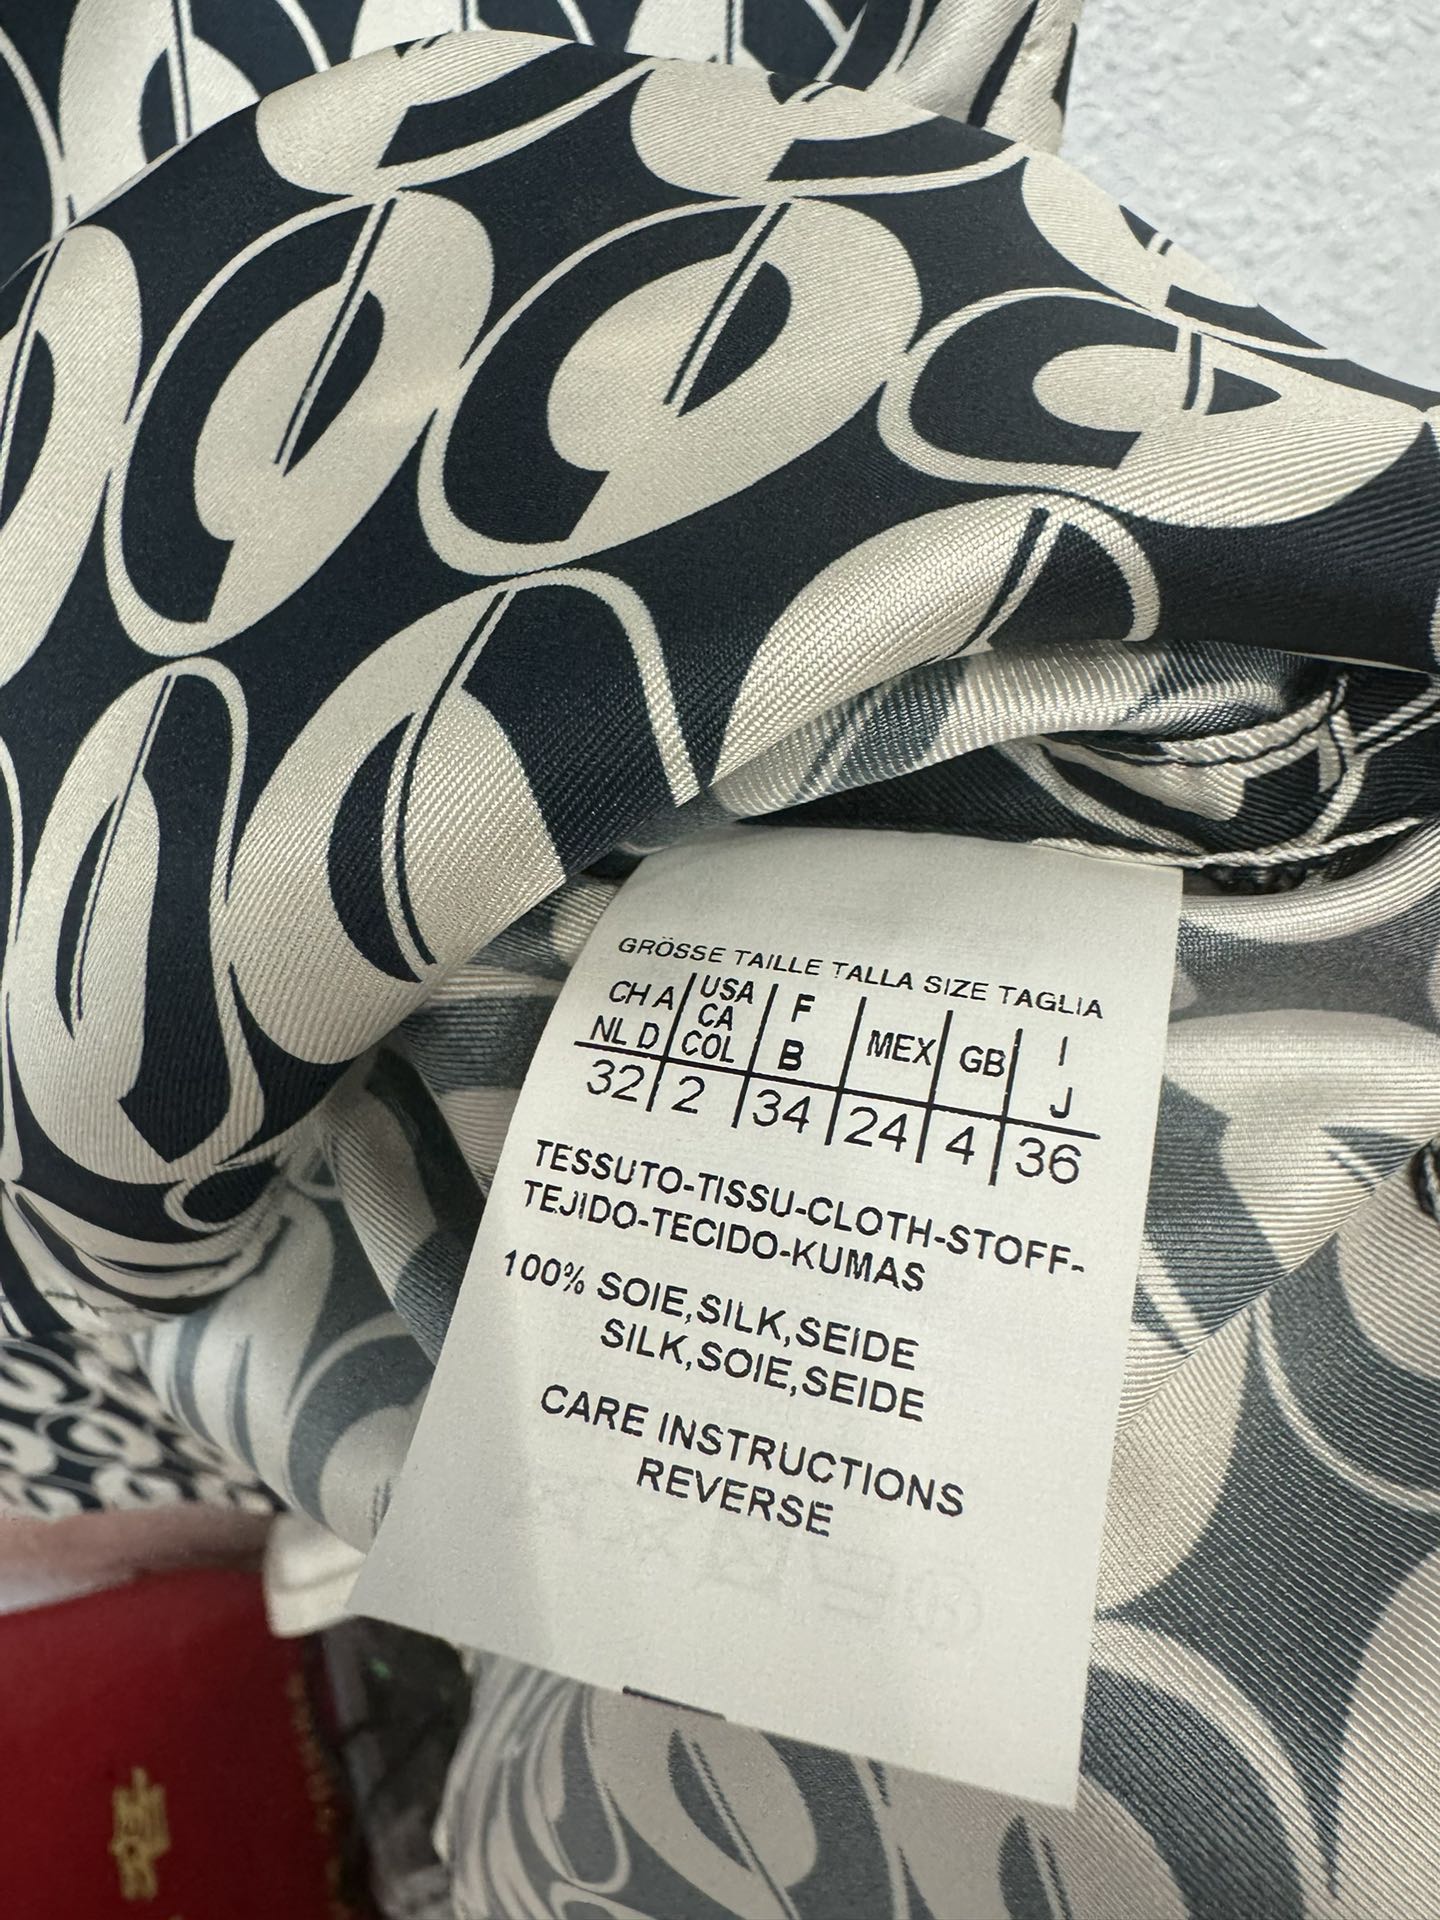 GRÖSSE TAILLE TALLA SIZE TAGLIA
CH A USA F MEX GB I
NL D CA B J
COL
32 2 34 24 4 36
TESSUTO-TISSU-CLOTH-STOFF-
TEJIDO-TECIDO-KUMAS
100% SOIE,SILK,SEIDE
SILK,SOIE,SEIDE
CARE INSTRUCTIONS
REVERSE